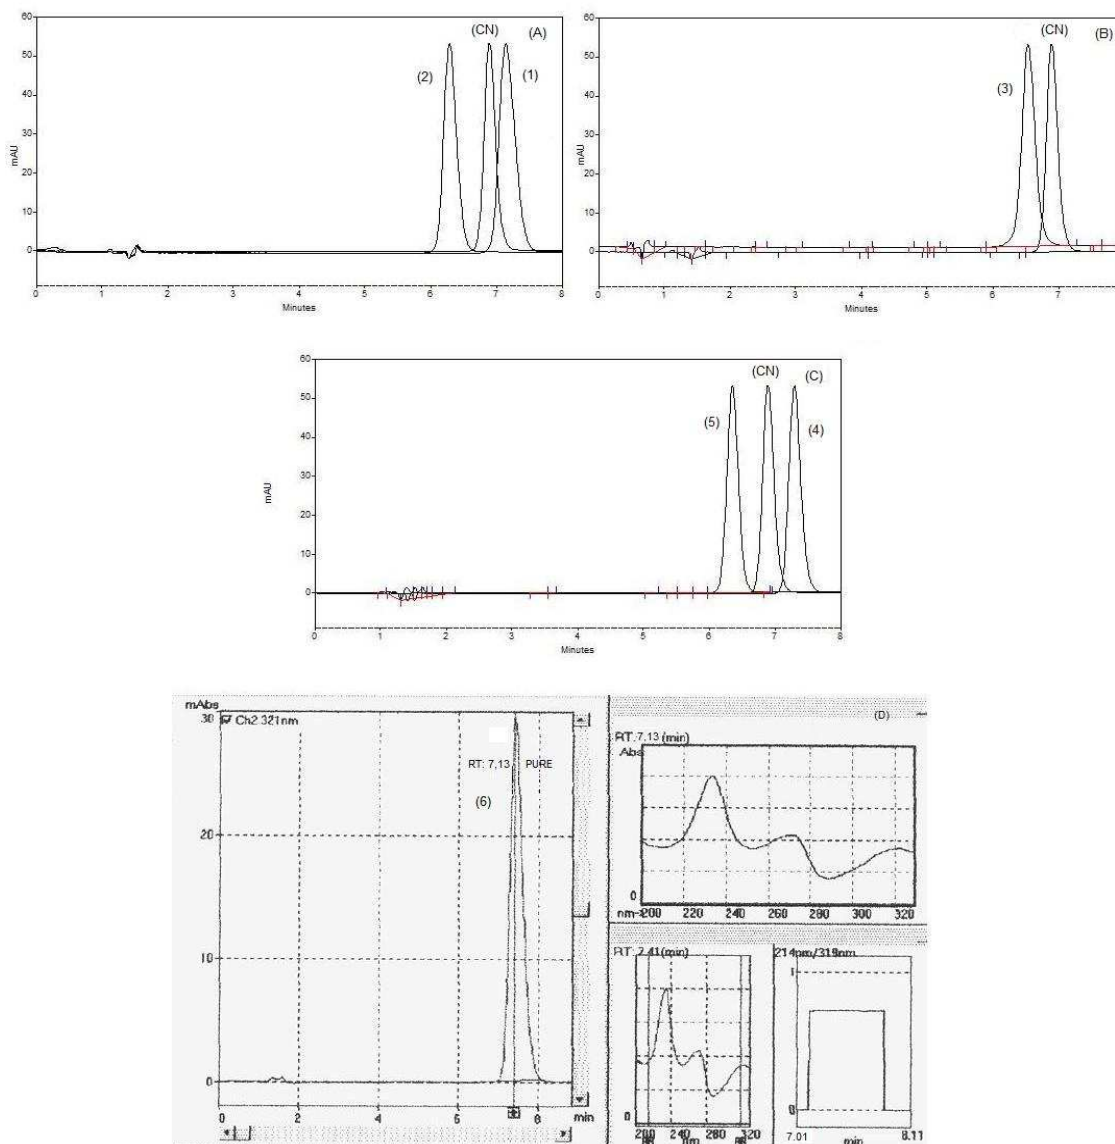 60
50
40
30
20
10
0
mAU
(2)
(CN)
(A)
(1)
0 1 2 3 4 5 6 7 8
Minutes
60
50
40
30
20
10
0
mAU
(3)
(CN)
(B)
0 1 2 3 4 5 6 7
Minutes
60
50
40
30
20
10
0
mAU
(5)
(CN)
(C)
(4)
0 1 2 3 4 5 6 7 8
Minutes
mAbs
30
Ch2 321nm
RT: 7,13 PURE
(6)
20
10
0
0 2 4 6 8 min
(D)
RT: 7,13 (min)
Abs
0
nm 200 220 240 260 280 300 320
RT: 7.41(min)
0
200 240 280 320
214nm/319nm
1
0
7.01 min 8.11